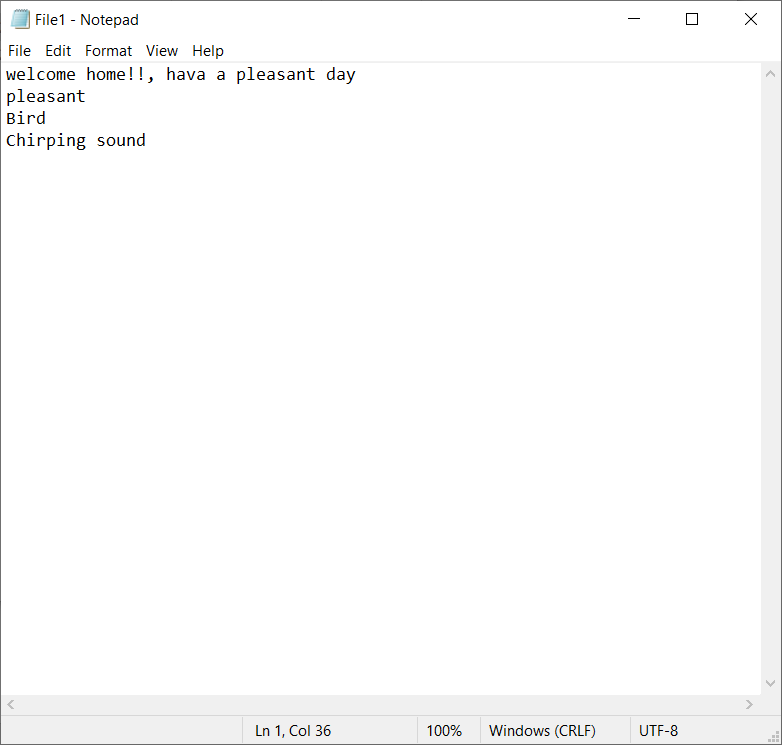 File1 - Notepad
File Edit Format View Help
welcome home!!, hava a pleasant day
pleasant
Bird
Chirping sound
Ln 1, Col 36 100% Windows (CRLF) UTF-8